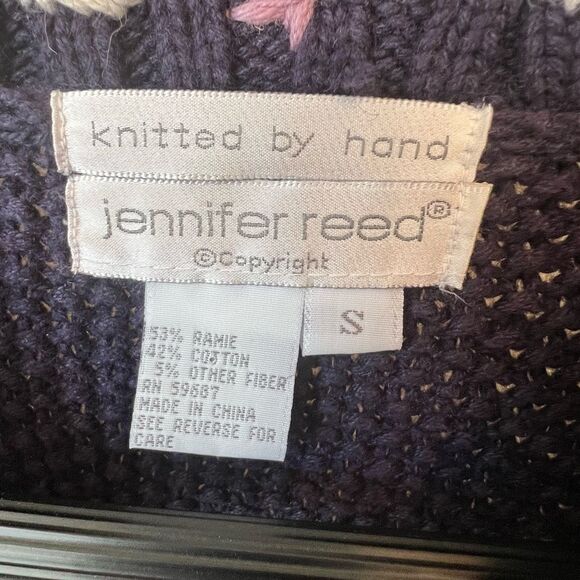 knitted by hand
jennifer reed®
©Copyright
S
53% RAMIE
42% COTTON
5% OTHER FIBER
RN 59687
MADE IN CHINA
SEE REVERSE FOR
CARE